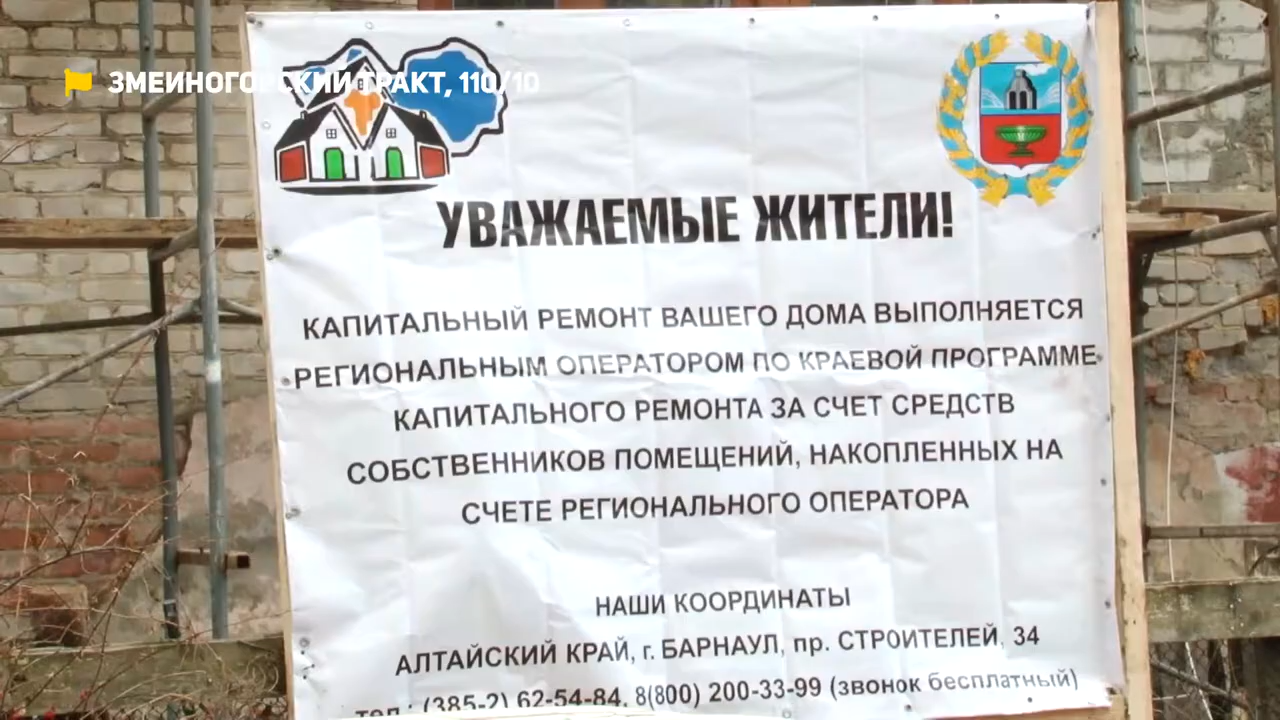 ЗМЕИНОГОРСКИЙ ТРАКТ, 110/10
УВАЖАЕМЫЕ ЖИТЕЛИ!
КАПИТАЛЬНЫЙ РЕМОНТ ВАШЕГО ДОМА ВЫПОЛНЯЕТСЯ
РЕГИОНАЛЬНЫМ ОПЕРАТОРОМ ПО КРАЕВОЙ ПРОГРАММЕ
КАПИТАЛЬНОГО РЕМОНТА ЗА СЧЕТ СРЕДСТВ
СОБСТВЕННИКОВ ПОМЕЩЕНИЙ, НАКОПЛЕННЫХ НА
СЧЕТЕ РЕГИОНАЛЬНОГО ОПЕРАТОРА
НАШИ КООРДИНАТЫ
АЛТАЙСКИЙ КРАЙ, г. БАРНАУЛ, пр. СТРОИТЕЛЕЙ, 34
тел.: (385-2) 62-54-84, 8(800) 200-33-99 (звонок бесплатный)